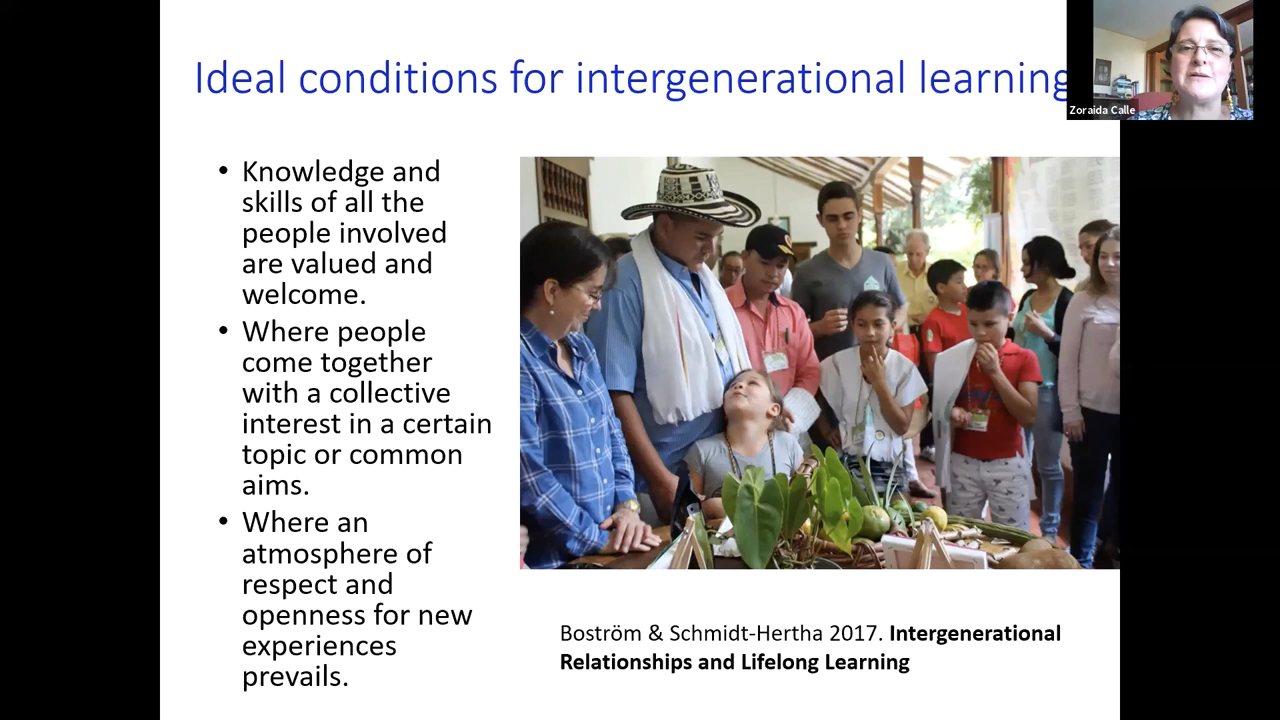 Ideal conditions for intergenerational learning
Zoraida Calle
• Knowledge and
skills of all the
people involved
are valued and
welcome.
• Where people
come together
with a collective
interest in a certain
topic or common
aims.
• Where an
atmosphere of
respect and
openness for new
experiences
prevails.
Boström & Schmidt-Hertha 2017. Intergenerational
Relationships and Lifelong Learning